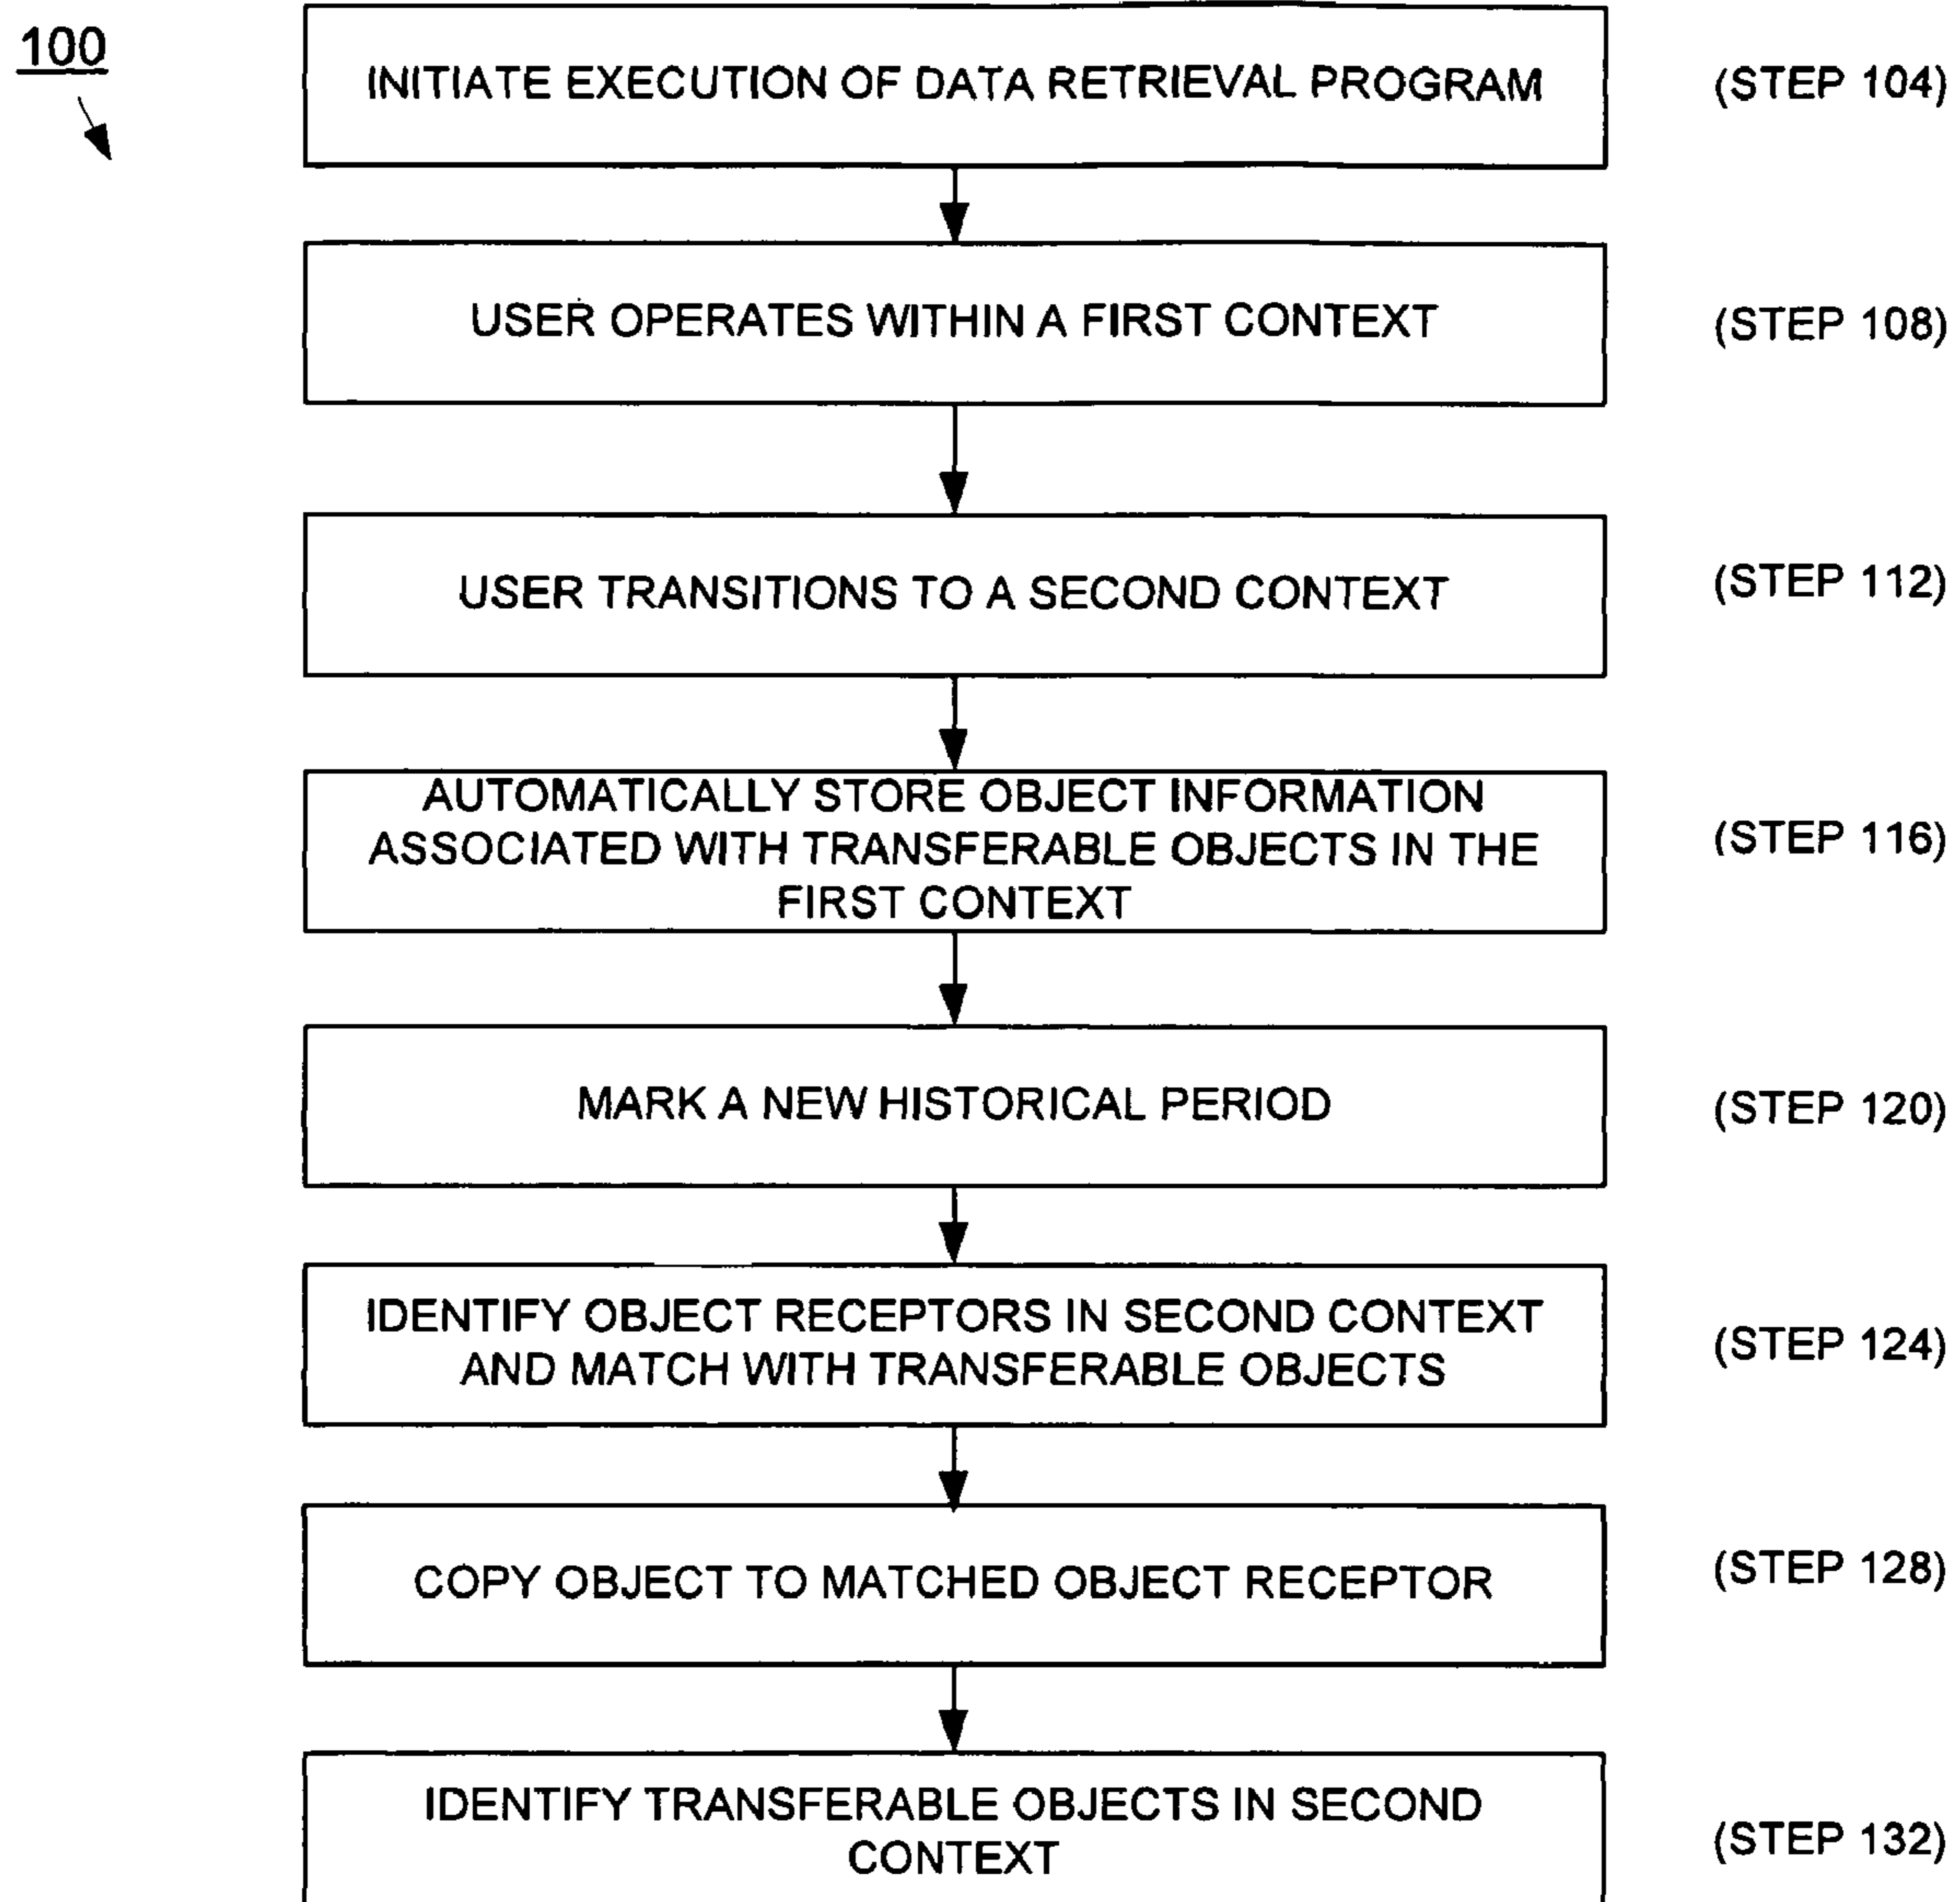 100
INITIATE EXECUTION OF DATA RETRIEVAL PROGRAM
(STEP 104)
USER OPERATES WITHIN A FIRST CONTEXT
(STEP 108)
USER TRANSITIONS TO A SECOND CONTEXT
(STEP 112)
AUTOMATICALLY STORE OBJECT INFORMATION
ASSOCIATED WITH TRANSFERABLE OBJECTS IN THE
FIRST CONTEXT
(STEP 116)
MARK A NEW HISTORICAL PERIOD
(STEP 120)
IDENTIFY OBJECT RECEPTORS IN SECOND CONTEXT
AND MATCH WITH TRANSFERABLE OBJECTS
(STEP 124)
COPY OBJECT TO MATCHED OBJECT RECEPTOR
(STEP 128)
IDENTIFY TRANSFERABLE OBJECTS IN SECOND
CONTEXT
(STEP 132)